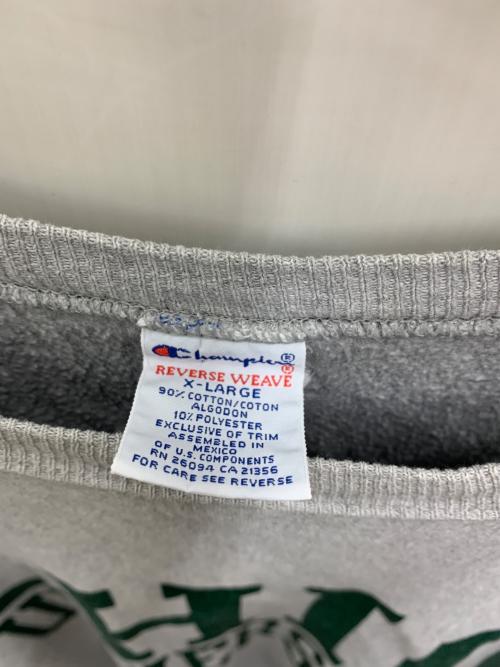 Champion®
REVERSE WEAVE®
X-LARGE
90% COTTON/COTON
ALGODON
10% POLYESTER
EXCLUSIVE OF TRIM
ASSEMBLED IN
MEXICO
OF U.S. COMPONENTS
RN 26094 CA 21356
FOR CARE SEE REVERSE